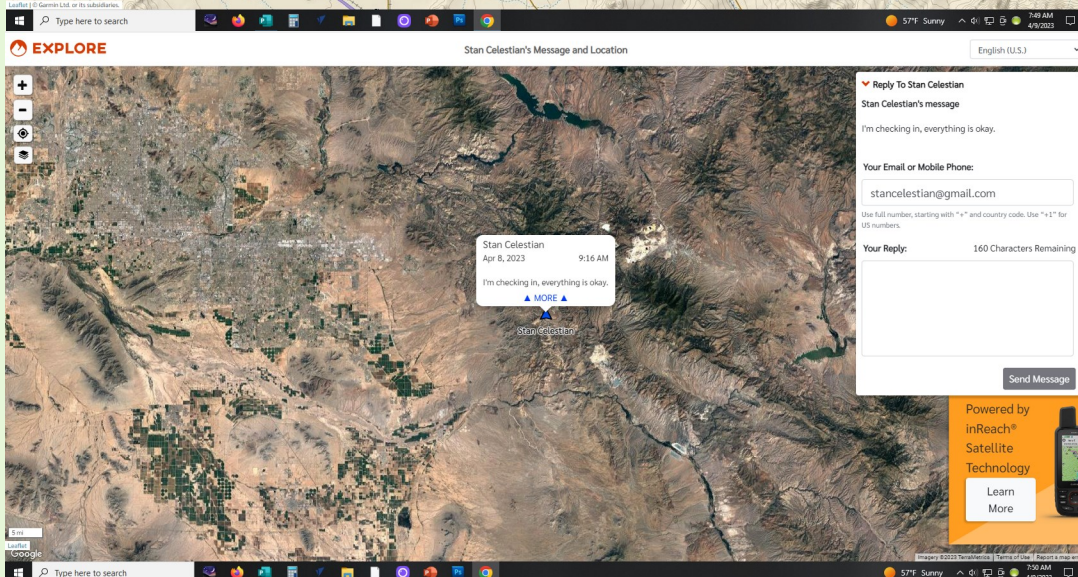 Leaflet | © Garmin Ltd. or its subsidiaries.
Type here to search
57°F Sunny
7:49 AM
4/9/2023
EXPLORE
Stan Celestian's Message and Location
English (U.S.)
+
-
Reply To Stan Celestian
Stan Celestian's message
I'm checking in, everything is okay.
Your Email or Mobile Phone:
stancelestian@gmail.com
Use full number, starting with "+" and country code. Use "+1" for
US numbers.
Your Reply: 160 Characters Remaining
Send Message
Stan Celestian
Apr 8, 2023 9:16 AM
I'm checking in, everything is okay.
▲ MORE ▲
Stan Celestian
Powered by
inReach®
Satellite
Technology
Learn
More
5 mi
Leaflet
Google
Imagery ©2023 TerraMetrics Terms of Use Report a map
Type here to search
57°F Sunny
7:50 AM
4/9/2023